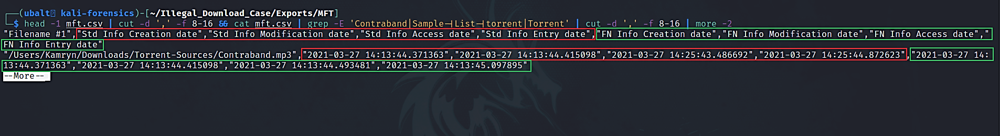 ┌──(ubalt㉿ kali-forensics)-[~/Illegal_Download_Case/Exports/MFT]
└─$ head -1 mft.csv | cut -d ',' -f 8-16 && cat mft.csv | grep -E 'Contraband|Sample-|List-|torrent|Torrent' | cut -d ',' -f 8-16 | more -2
"Filename #1","Std Info Creation date","Std Info Modification date","Std Info Access date","Std Info Entry date","FN Info Creation date","FN Info Modification date","FN Info Access date","
FN Info Entry date"
"/Users/Kamryn/Downloads/Torrent-Sources/Contraband.mp3","2021-03-27 14:13:44.371363","2021-03-27 14:13:44.415098","2021-03-27 14:25:43.486692","2021-03-27 14:25:44.872623","2021-03-27 14:
13:44.371363","2021-03-27 14:13:44.415098","2021-03-27 14:13:44.493481","2021-03-27 14:13:45.097895"
--More--